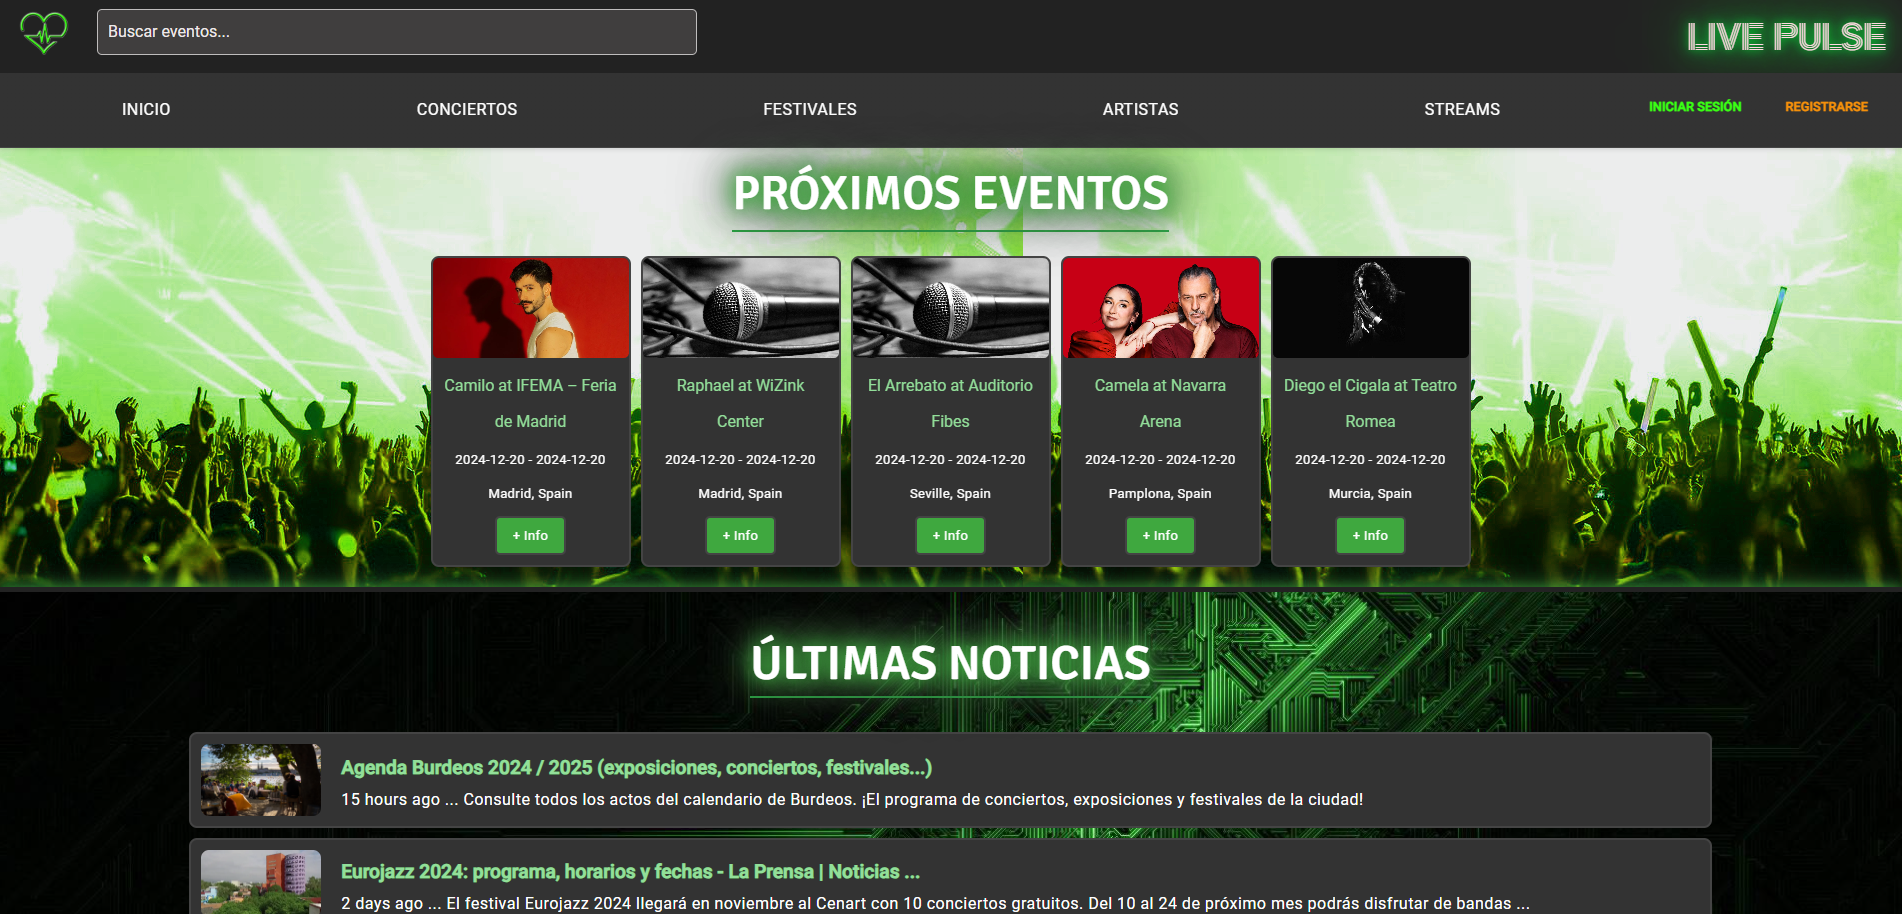 Buscar eventos...
LIVE PULSE
INICIO
CONCIERTOS
FESTIVALES
ARTISTAS
STREAMS
INICIAR SESIÓN
REGISTRARSE
PRÓXIMOS EVENTOS
Camilo at IFEMA – Feria
de Madrid
2024-12-20 - 2024-12-20
Madrid, Spain
+ Info
Raphael at WiZink
Center
2024-12-20 - 2024-12-20
Madrid, Spain
+ Info
El Arrebato at Auditorio
Fibes
2024-12-20 - 2024-12-20
Seville, Spain
+ Info
Camela at Navarra
Arena
2024-12-20 - 2024-12-20
Pamplona, Spain
+ Info
Diego el Cigala at Teatro
Romea
2024-12-20 - 2024-12-20
Murcia, Spain
+ Info
ÚLTIMAS NOTICIAS
Agenda Burdeos 2024 / 2025 (exposiciones, conciertos, festivales...)
15 hours ago ... Consulte todos los actos del calendario de Burdeos. ¡El programa de conciertos, exposiciones y festivales de la ciudad!
Eurojazz 2024: programa, horarios y fechas - La Prensa | Noticias ...
2 days ago ... El festival Eurojazz 2024 llegará en noviembre al Cenart con 10 conciertos gratuitos. Del 10 al 24 de próximo mes podrás disfrutar de bandas ...